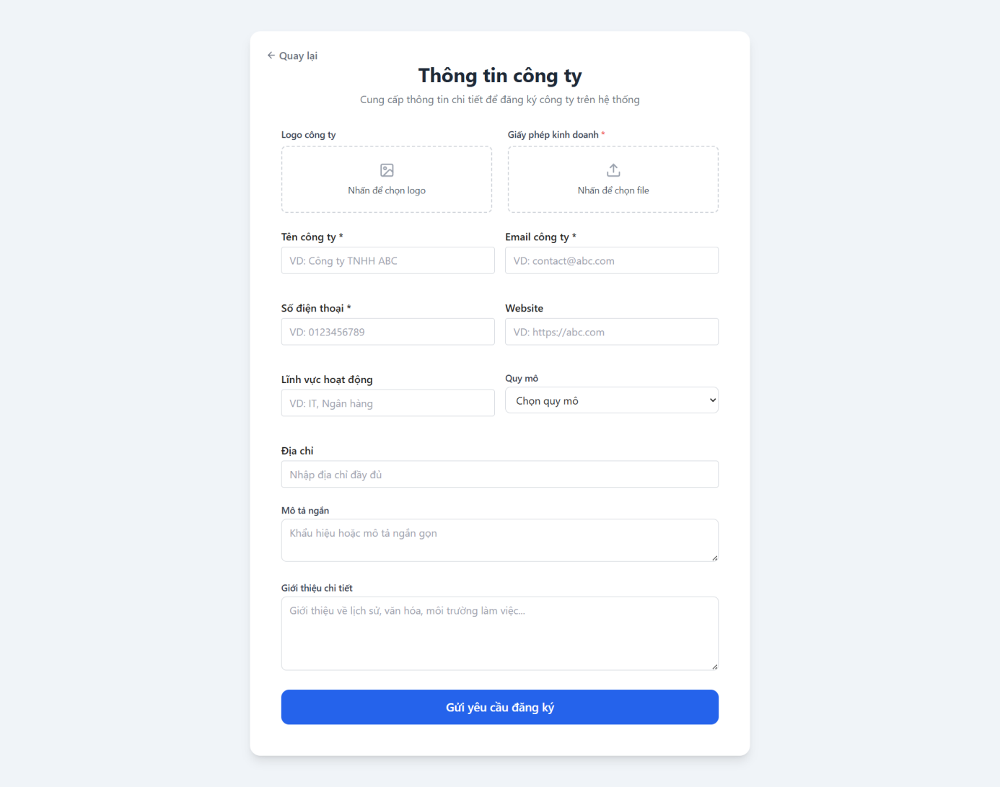 Quay lại
Thông tin công ty
Cung cấp thông tin chi tiết để đăng ký công ty trên hệ thống
Logo công ty
Giấy phép kinh doanh *
Nhấn để chọn logo
Nhấn để chọn file
Tên công ty *
Email công ty *
VD: Công ty TNHH ABC
VD: contact@abc.com
Số điện thoại *
Website
VD: 0123456789
VD: https://abc.com
Lĩnh vực hoạt động
Quy mô
VD: IT, Ngân hàng
Chọn quy mô
Địa chỉ
Nhập địa chỉ đầy đủ
Mô tả ngắn
Khẩu hiệu hoặc mô tả ngắn gọn
Giới thiệu chi tiết
Giới thiệu về lịch sử, văn hóa, môi trường làm việc...
Gửi yêu cầu đăng ký